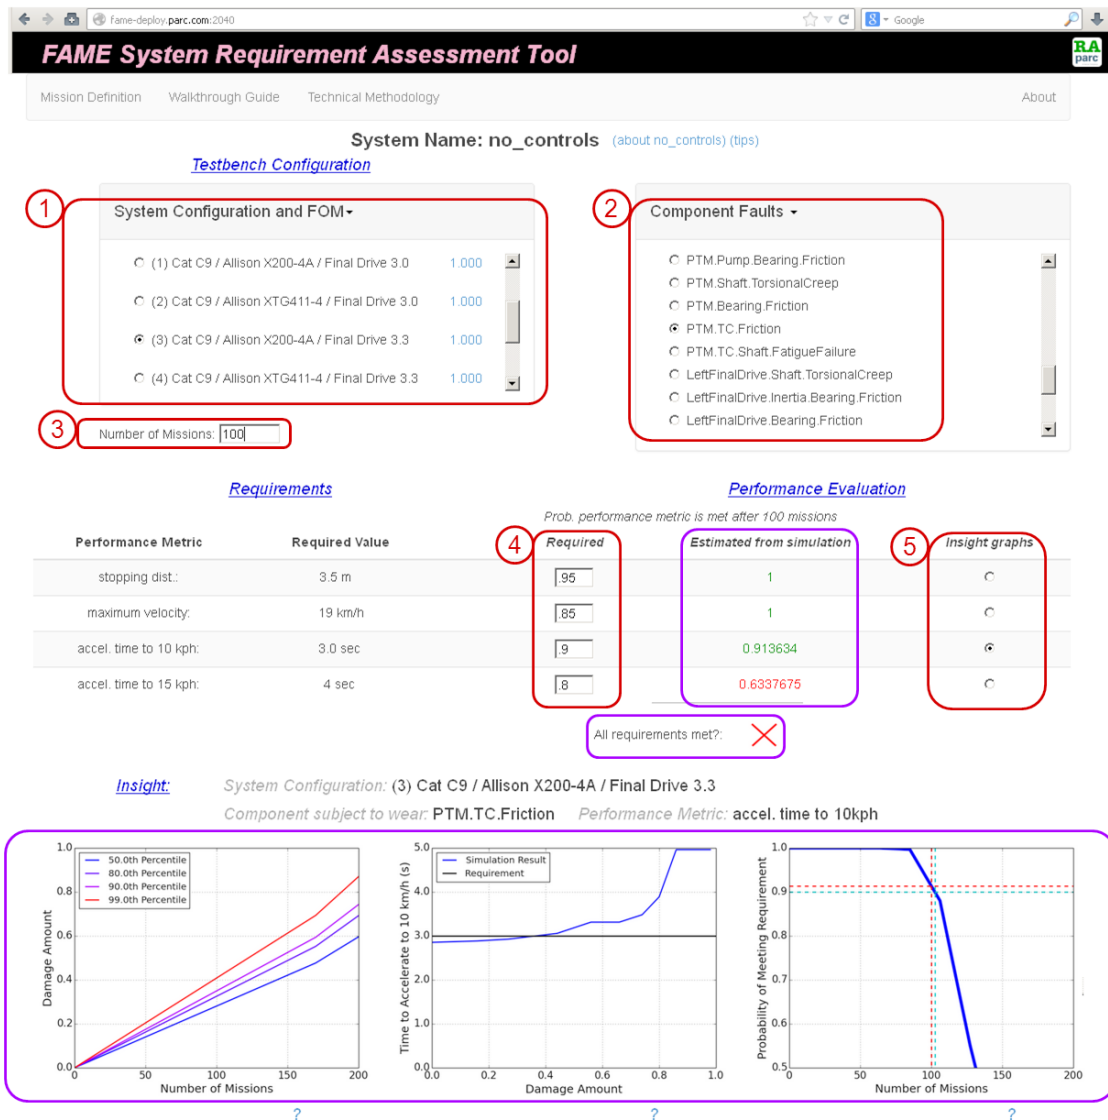 fame-deploy.parc.com:2040
Google
FAME System Requirement Assessment Tool
RA
parc
Mission Definition Walkthrough Guide Technical Methodology About
System Name: no_controls (about no_controls) (tips)
Testbench Configuration
1
System Configuration and FOM
(1) Cat C9 / Allison X200-4A / Final Drive 3.0 1.000
(2) Cat C9 / Allison XTG411-4 / Final Drive 3.0 1.000
(3) Cat C9 / Allison X200-4A / Final Drive 3.3 1.000
(4) Cat C9 / Allison XTG411-4 / Final Drive 3.3 1.000
2
Component Faults
PTM.Pump.Bearing.Friction
PTM.Shaft.TorsionalCreep
PTM.Bearing.Friction
PTM.TC.Friction
PTM.TC.Shaft.FatigueFailure
LeftFinalDrive.Shaft.TorsionalCreep
LeftFinalDrive.Inertia.Bearing.Friction
LeftFinalDrive.Bearing.Friction
3
Number of Missions: 100
Requirements Performance Evaluation
Prob. performance metric is met after 100 missions
4 5
Performance Metric Required Value Required Estimated from simulation Insight graphs
stopping dist.: 3.5 m .95 1
maximum velocity: 19 km/h .85 1
accel. time to 10 kph: 3.0 sec .9 0.913634
accel. time to 15 kph: 4 sec .8 0.6337675
All requirements met?:
Insight: System Configuration: (3) Cat C9 / Allison X200-4A / Final Drive 3.3
Component subject to wear: PTM.TC.Friction Performance Metric: accel. time to 10kph
Damage Amount
1.0
0.8
0.6
0.4
0.2
0.0
50.0th Percentile
80.0th Percentile
90.0th Percentile
99.0th Percentile
0 50 100 150 200
Number of Missions
Time to Accelerate to 10 km/h (s)
5.0
4.0
3.0
2.0
1.0
0.0
Simulation Result
Requirement
0.0 0.2 0.4 0.6 0.8 1.0
Damage Amount
Probability of Meeting Requirement
1.0
0.9
0.8
0.7
0.6
0.5
0 50 100 150 200
Number of Missions
? ? ?